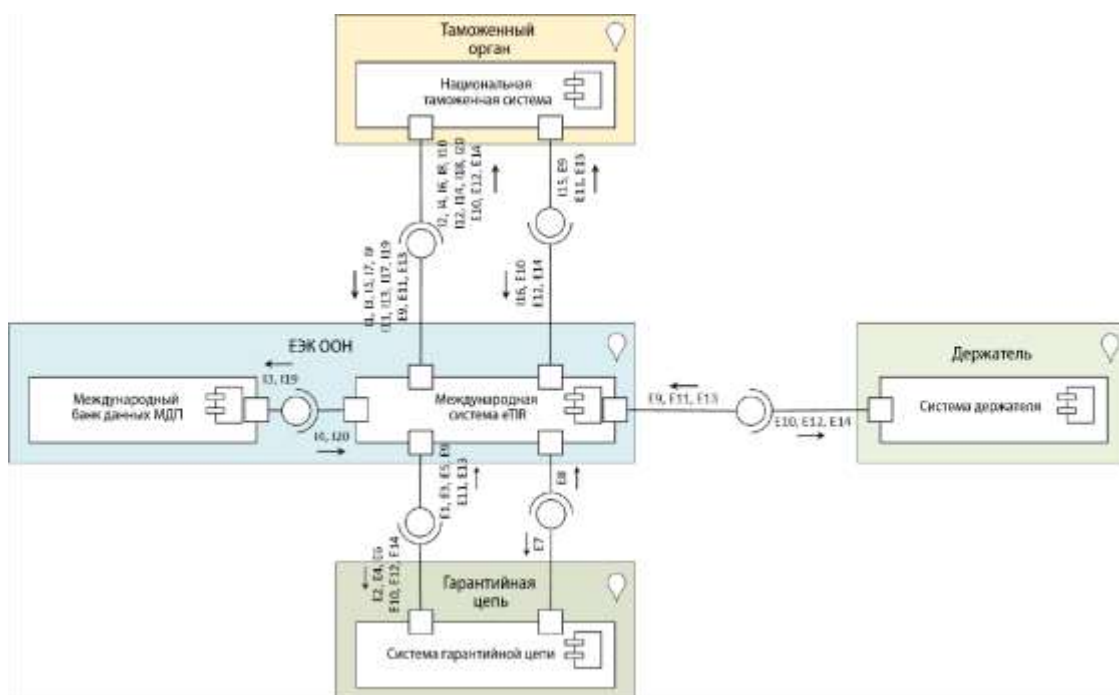 Таможенный
орган
Национальная
таможенная система
I2, I4, I6, I8, I10
I12, I14, I18, I20
E10, E12, E14
I15, E9
E11, E13
I1, I3, I5, I7, I9
I11, I13, I17, I19
E9, E11, E13
I16, E10
E12, E14
ЕЭК ООН
Держатель
I3, I19
Международный
банк данных МДП
Международная
система eTIR
E9, E11, E13
Система держателя
E10, E12, E14
I4, I20
E1, E3, E5, E9
E11, E13
E8
E2, E4, E6
E10, E12, E14
E7
Гарантийная
цепь
Система гарантийной цепи